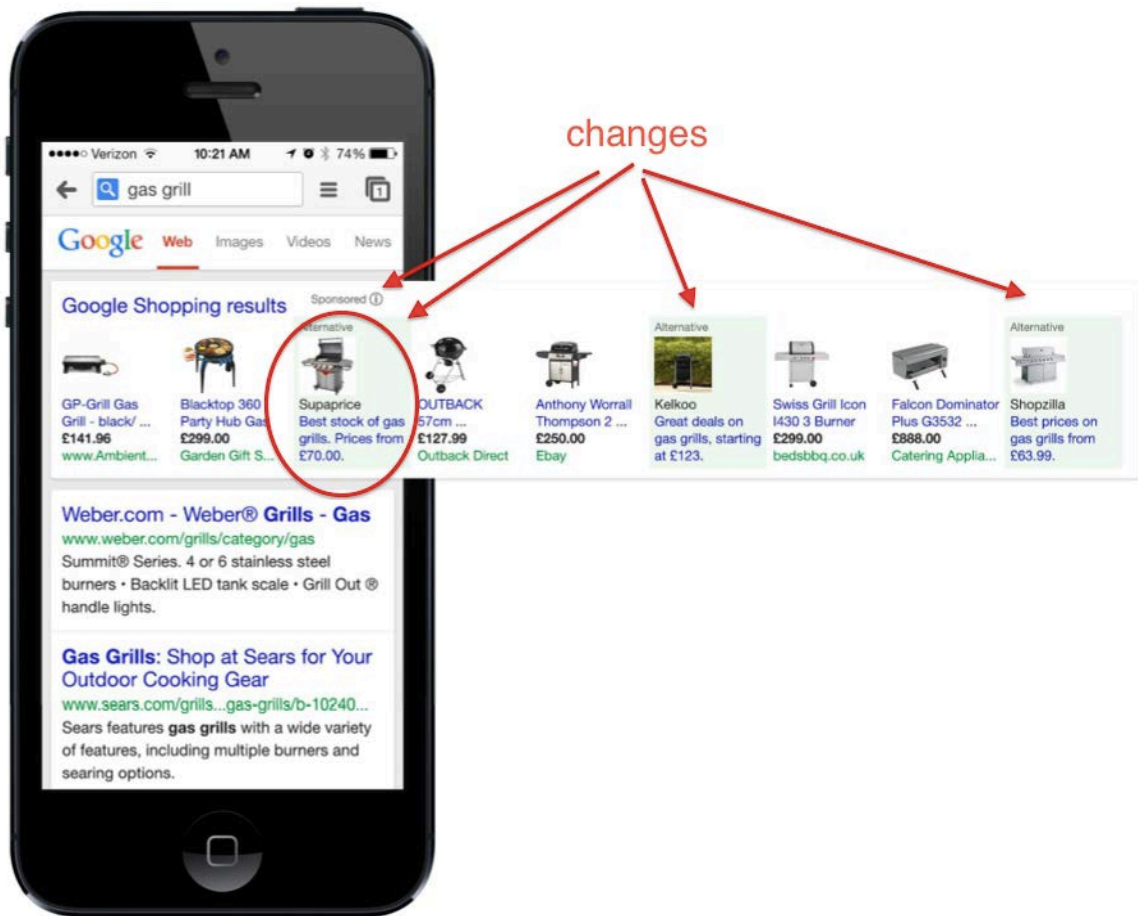 changes
Verizon 10:21 AM 74%
gas grill 1
Google Web Images Videos News
Google Shopping results Sponsored
GP-Grill Gas
Grill - black/ ...
£141.96
www.Ambient...
Blacktop 360
Party Hub Gas
£299.00
Garden Gift S...
Alternative
Supaprice
Best stock of gas
grills. Prices from
£70.00.
OUTBACK
57cm ...
£127.99
Outback Direct
Anthony Worrall
Thompson 2 ...
£250.00
Ebay
Alternative
Kelkoo
Great deals on
gas grills, starting
at £123.
Swiss Grill Icon
I430 3 Burner
£299.00
bedsbbq.co.uk
Falcon Dominator
Plus G3532 ...
£888.00
Catering Applia...
Alternative
Shopzilla
Best prices on
gas grills from
£63.99.
Weber.com - Weber® Grills - Gas
www.weber.com/grills/category/gas
Summit® Series. 4 or 6 stainless steel
burners • Backlit LED tank scale • Grill Out ®
handle lights.
Gas Grills: Shop at Sears for Your
Outdoor Cooking Gear
www.sears.com/grills...gas-grills/b-10240...
Sears features gas grills with a wide variety
of features, including multiple burners and
searing options.